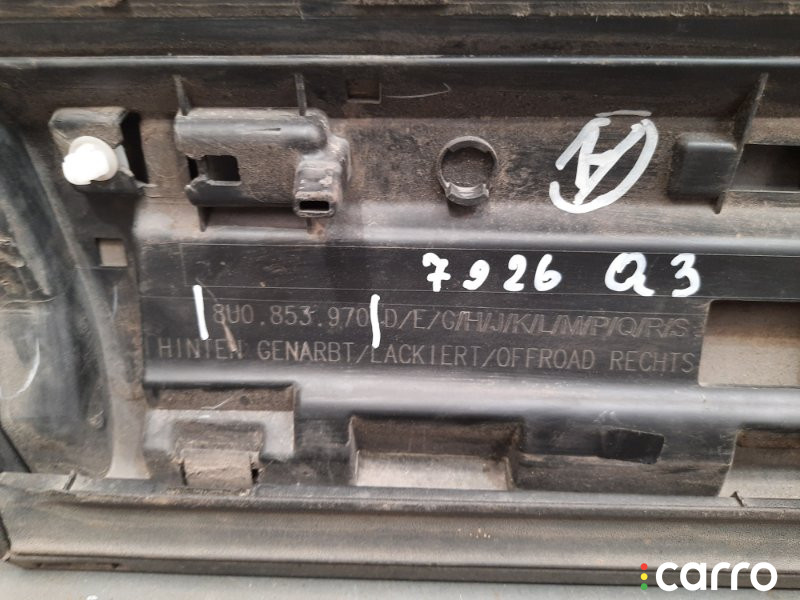 A
7926 Q3
8U0.853.970 D/E/G/H/J/K/L/M/P/Q/R/S
HINTEN GENARBT/LACKIERT/OFFROAD RECHTS
carro